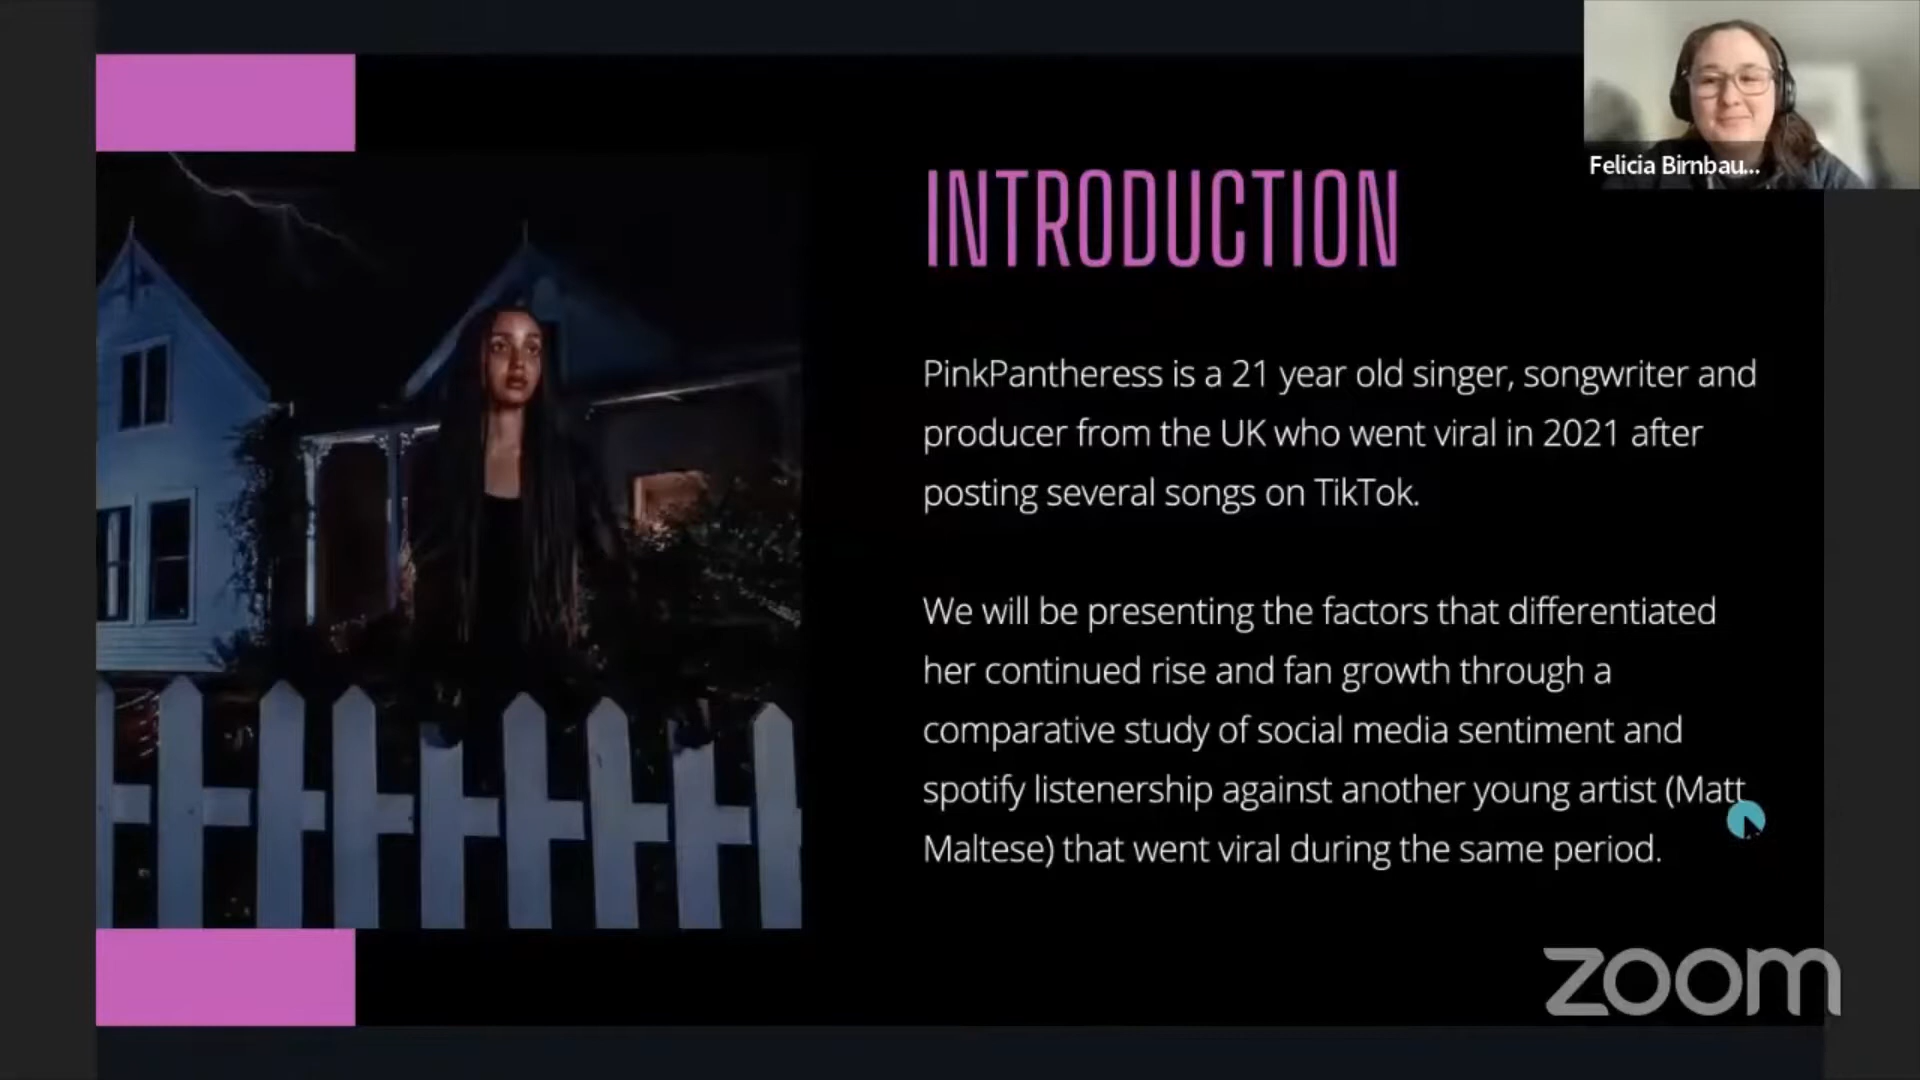 Felicia Birnbau...
INTRODUCTION
PinkPantheress is a 21 year old singer, songwriter and
producer from the UK who went viral in 2021 after
posting several songs on TikTok.
We will be presenting the factors that differentiated
her continued rise and fan growth through a
comparative study of social media sentiment and
spotify listenership against another young artist (Matt
Maltese) that went viral during the same period.
zoom